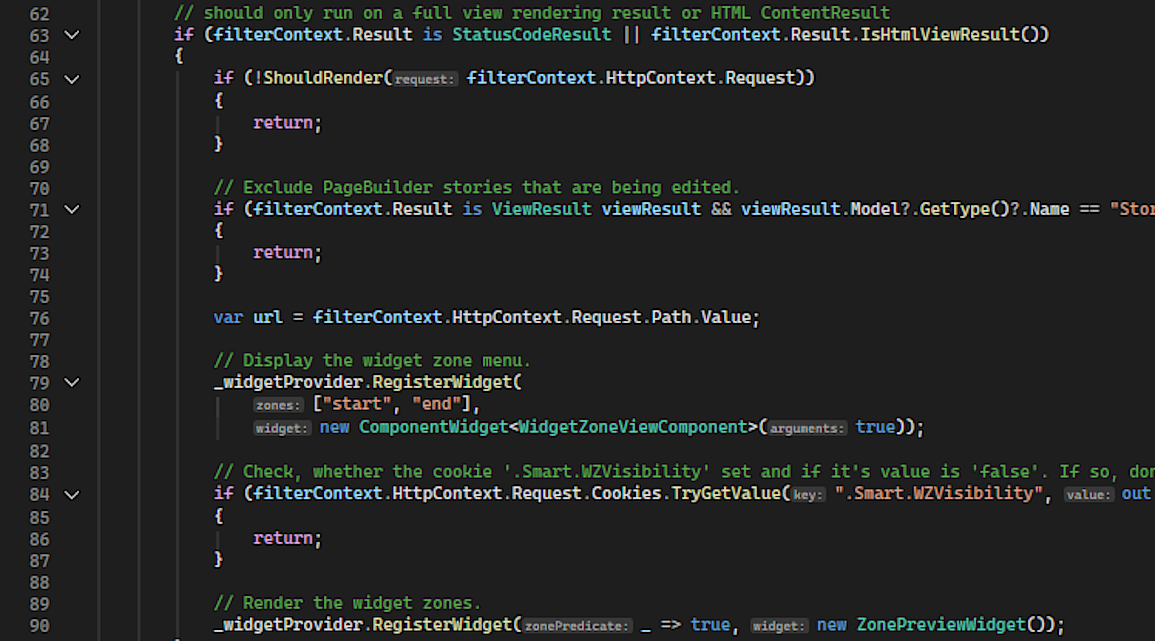 62 // should only run on a full view rendering result or HTML ContentResult
63 if (filterContext.Result is StatusCodeResult || filterContext.Result.IsHtmlViewResult())
64 {
65 if (!ShouldRender(request: filterContext.HttpContext.Request))
66 {
67 return;
68 }
69
70 // Exclude PageBuilder stories that are being edited.
71 if (filterContext.Result is ViewResult viewResult && viewResult.Model?.GetType()?.Name == "Stor
72 {
73 return;
74 }
75
76 var url = filterContext.HttpContext.Request.Path.Value;
77
78 // Display the widget zone menu.
79 _widgetProvider.RegisterWidget(
80 zones: ["start", "end"],
81 widget: new ComponentWidget<WidgetZoneViewComponent>(arguments: true));
82
83 // Check, whether the cookie '.Smart.WZVisibility' set and if it's value is 'false'. If so, don
84 if (filterContext.HttpContext.Request.Cookies.TryGetValue(key: ".Smart.WZVisibility", value: out
85 {
86 return;
87 }
88
89 // Render the widget zones.
90 _widgetProvider.RegisterWidget(zonePredicate: _ => true, widget: new ZonePreviewWidget());